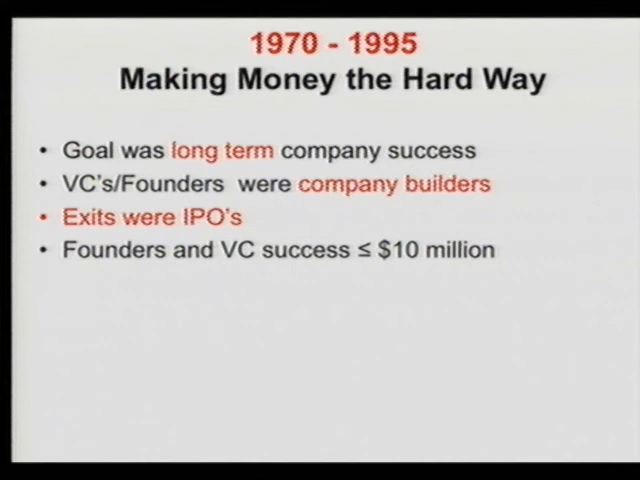 1970 - 1995
Making Money the Hard Way
• Goal was long term company success
• VC's/Founders were company builders
• Exits were IPO's
• Founders and VC success ≤ $10 million